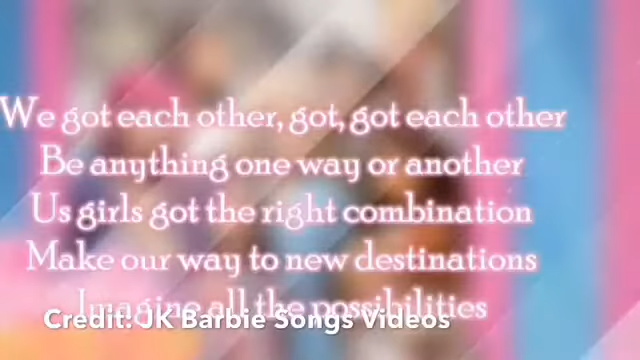 We got each other, got, got each other
Be anything one way or another
Us girls got the right combination
Make our way to new destinations
Imagine all the possibilities
Credit: JK Barbie Songs Videos